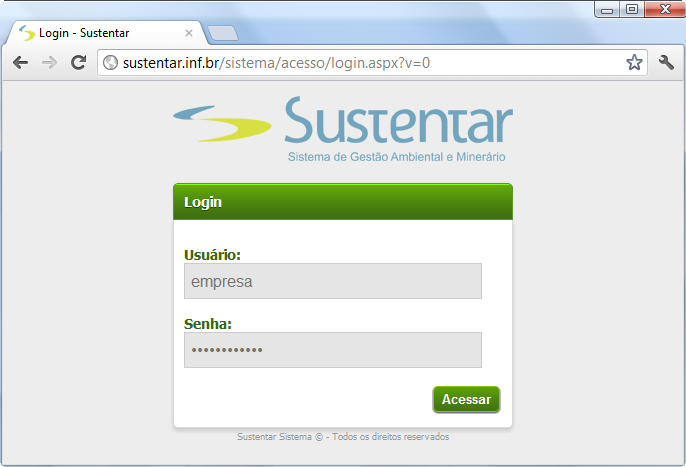 Login - Sustentar
sustentar.inf.br/sistema/acesso/login.aspx?v=0
Sustentar
Sistema de Gestão Ambiental e Minerário
Login
Usuário:
empresa
Senha:
••••••••••••
Acessar
Sustentar Sistema © - Todos os direitos reservados